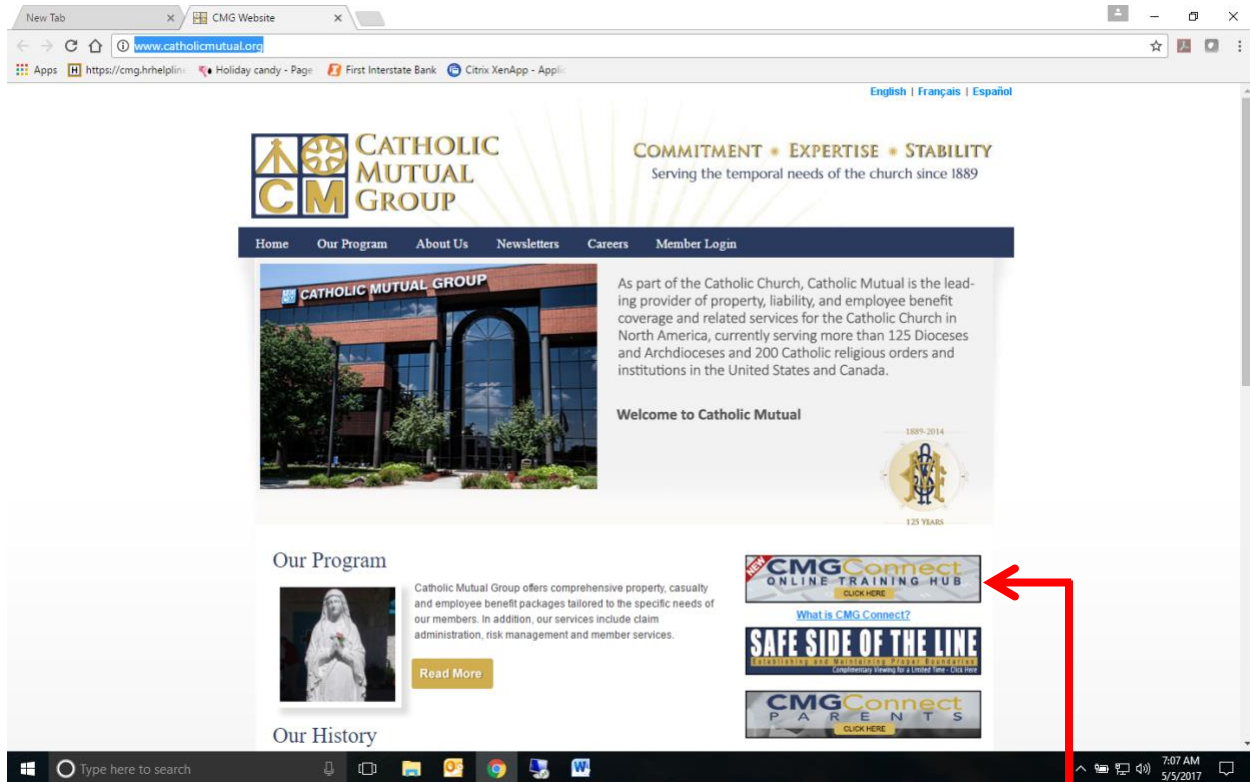 New Tab
CMG Website
www.catholicmutual.org
Apps
https://cmg.hrhelplin
Holiday candy - Page
First Interstate Bank
Citrix XenApp - Applic
English | Français | Español
CATHOLIC
MUTUAL
GROUP
CM
COMMITMENT • EXPERTISE • STABILITY
Serving the temporal needs of the church since 1889
Home Our Program About Us Newsletters Careers Member Login
CATHOLIC MUTUAL GROUP
As part of the Catholic Church, Catholic Mutual is the lead-
ing provider of property, liability, and employee benefit
coverage and related services for the Catholic Church in
North America, currently serving more than 125 Dioceses
and Archdioceses and 200 Catholic religious orders and
institutions in the United States and Canada.
Welcome to Catholic Mutual
1889-2014
125 YEARS
Our Program
Catholic Mutual Group offers comprehensive property, casualty
and employee benefit packages tailored to the specific needs of
our members. In addition, our services include claim
administration, risk management and member services.
Read More
Our History
NEW
CMGConnect
ONLINE TRAINING HUB
CLICK HERE
What is CMG Connect?
SAFE SIDE OF THE LINE
Establishing and Maintaining Proper Boundaries
Complimentary Viewing for a Limited Time - Click Here
CMGConnect
PARENTS
CLICK HERE
Type here to search
7:07 AM
5/5/2017